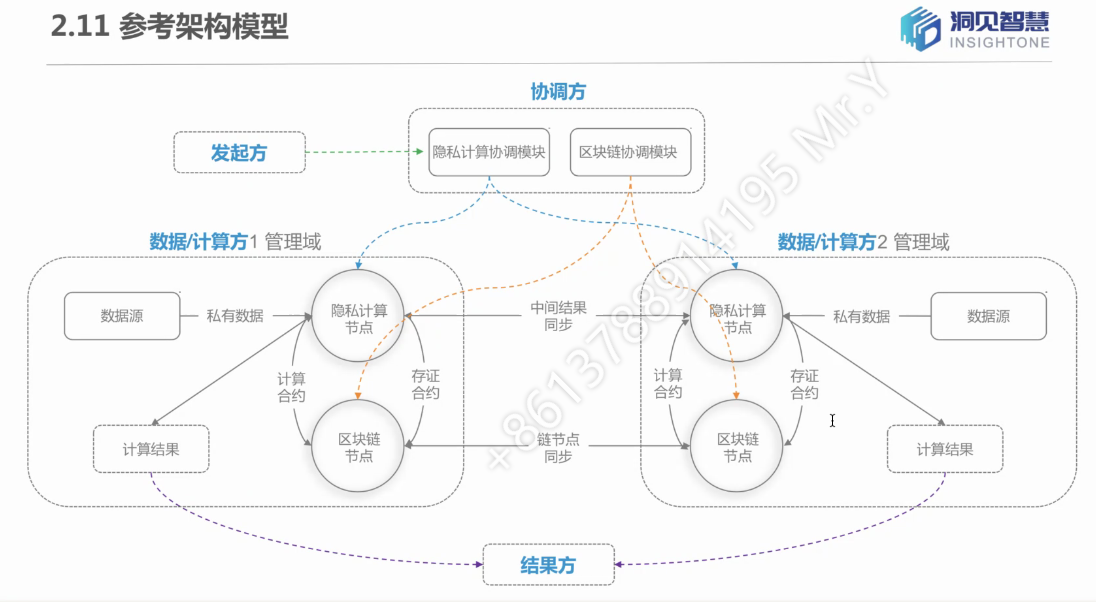 2.11 参考架构模型
洞见智慧
INSIGHTONE
协调方
发起方
隐私计算协调模块
区块链协调模块
数据/计算方1 管理域
数据/计算方2 管理域
数据源
私有数据
隐私计算
节点
中间结果
同步
隐私计算
节点
私有数据
数据源
计算
合约
存证
合约
计算
合约
存证
合约
计算结果
区块链
节点
链节点
同步
区块链
节点
计算结果
结果方
+8613788914195 Mr.Y